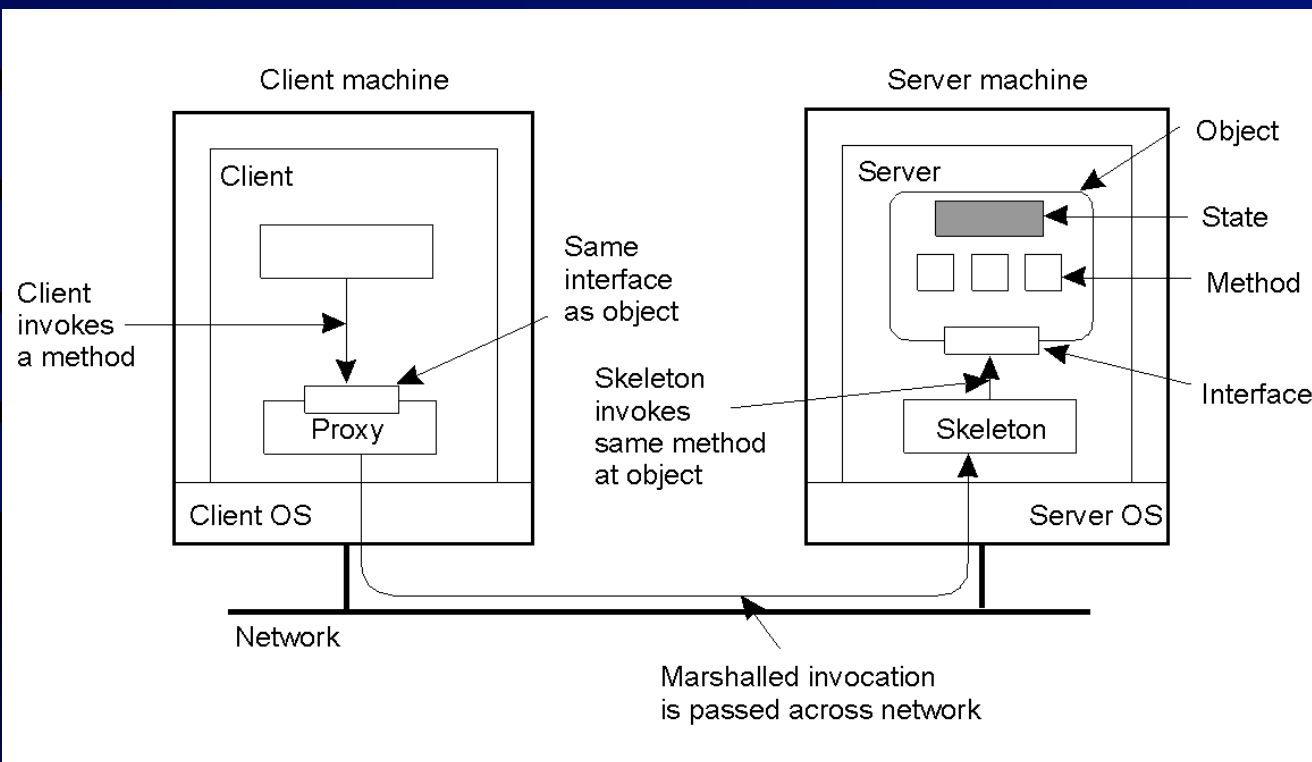 Client machine
Server machine
Object
Client
Server
State
Same
interface
as object
Method
Client
invokes
a method
Skeleton
invokes
same method
at object
Interface
Proxy
Skeleton
Client OS
Server OS
Network
Marshalled invocation
is passed across network